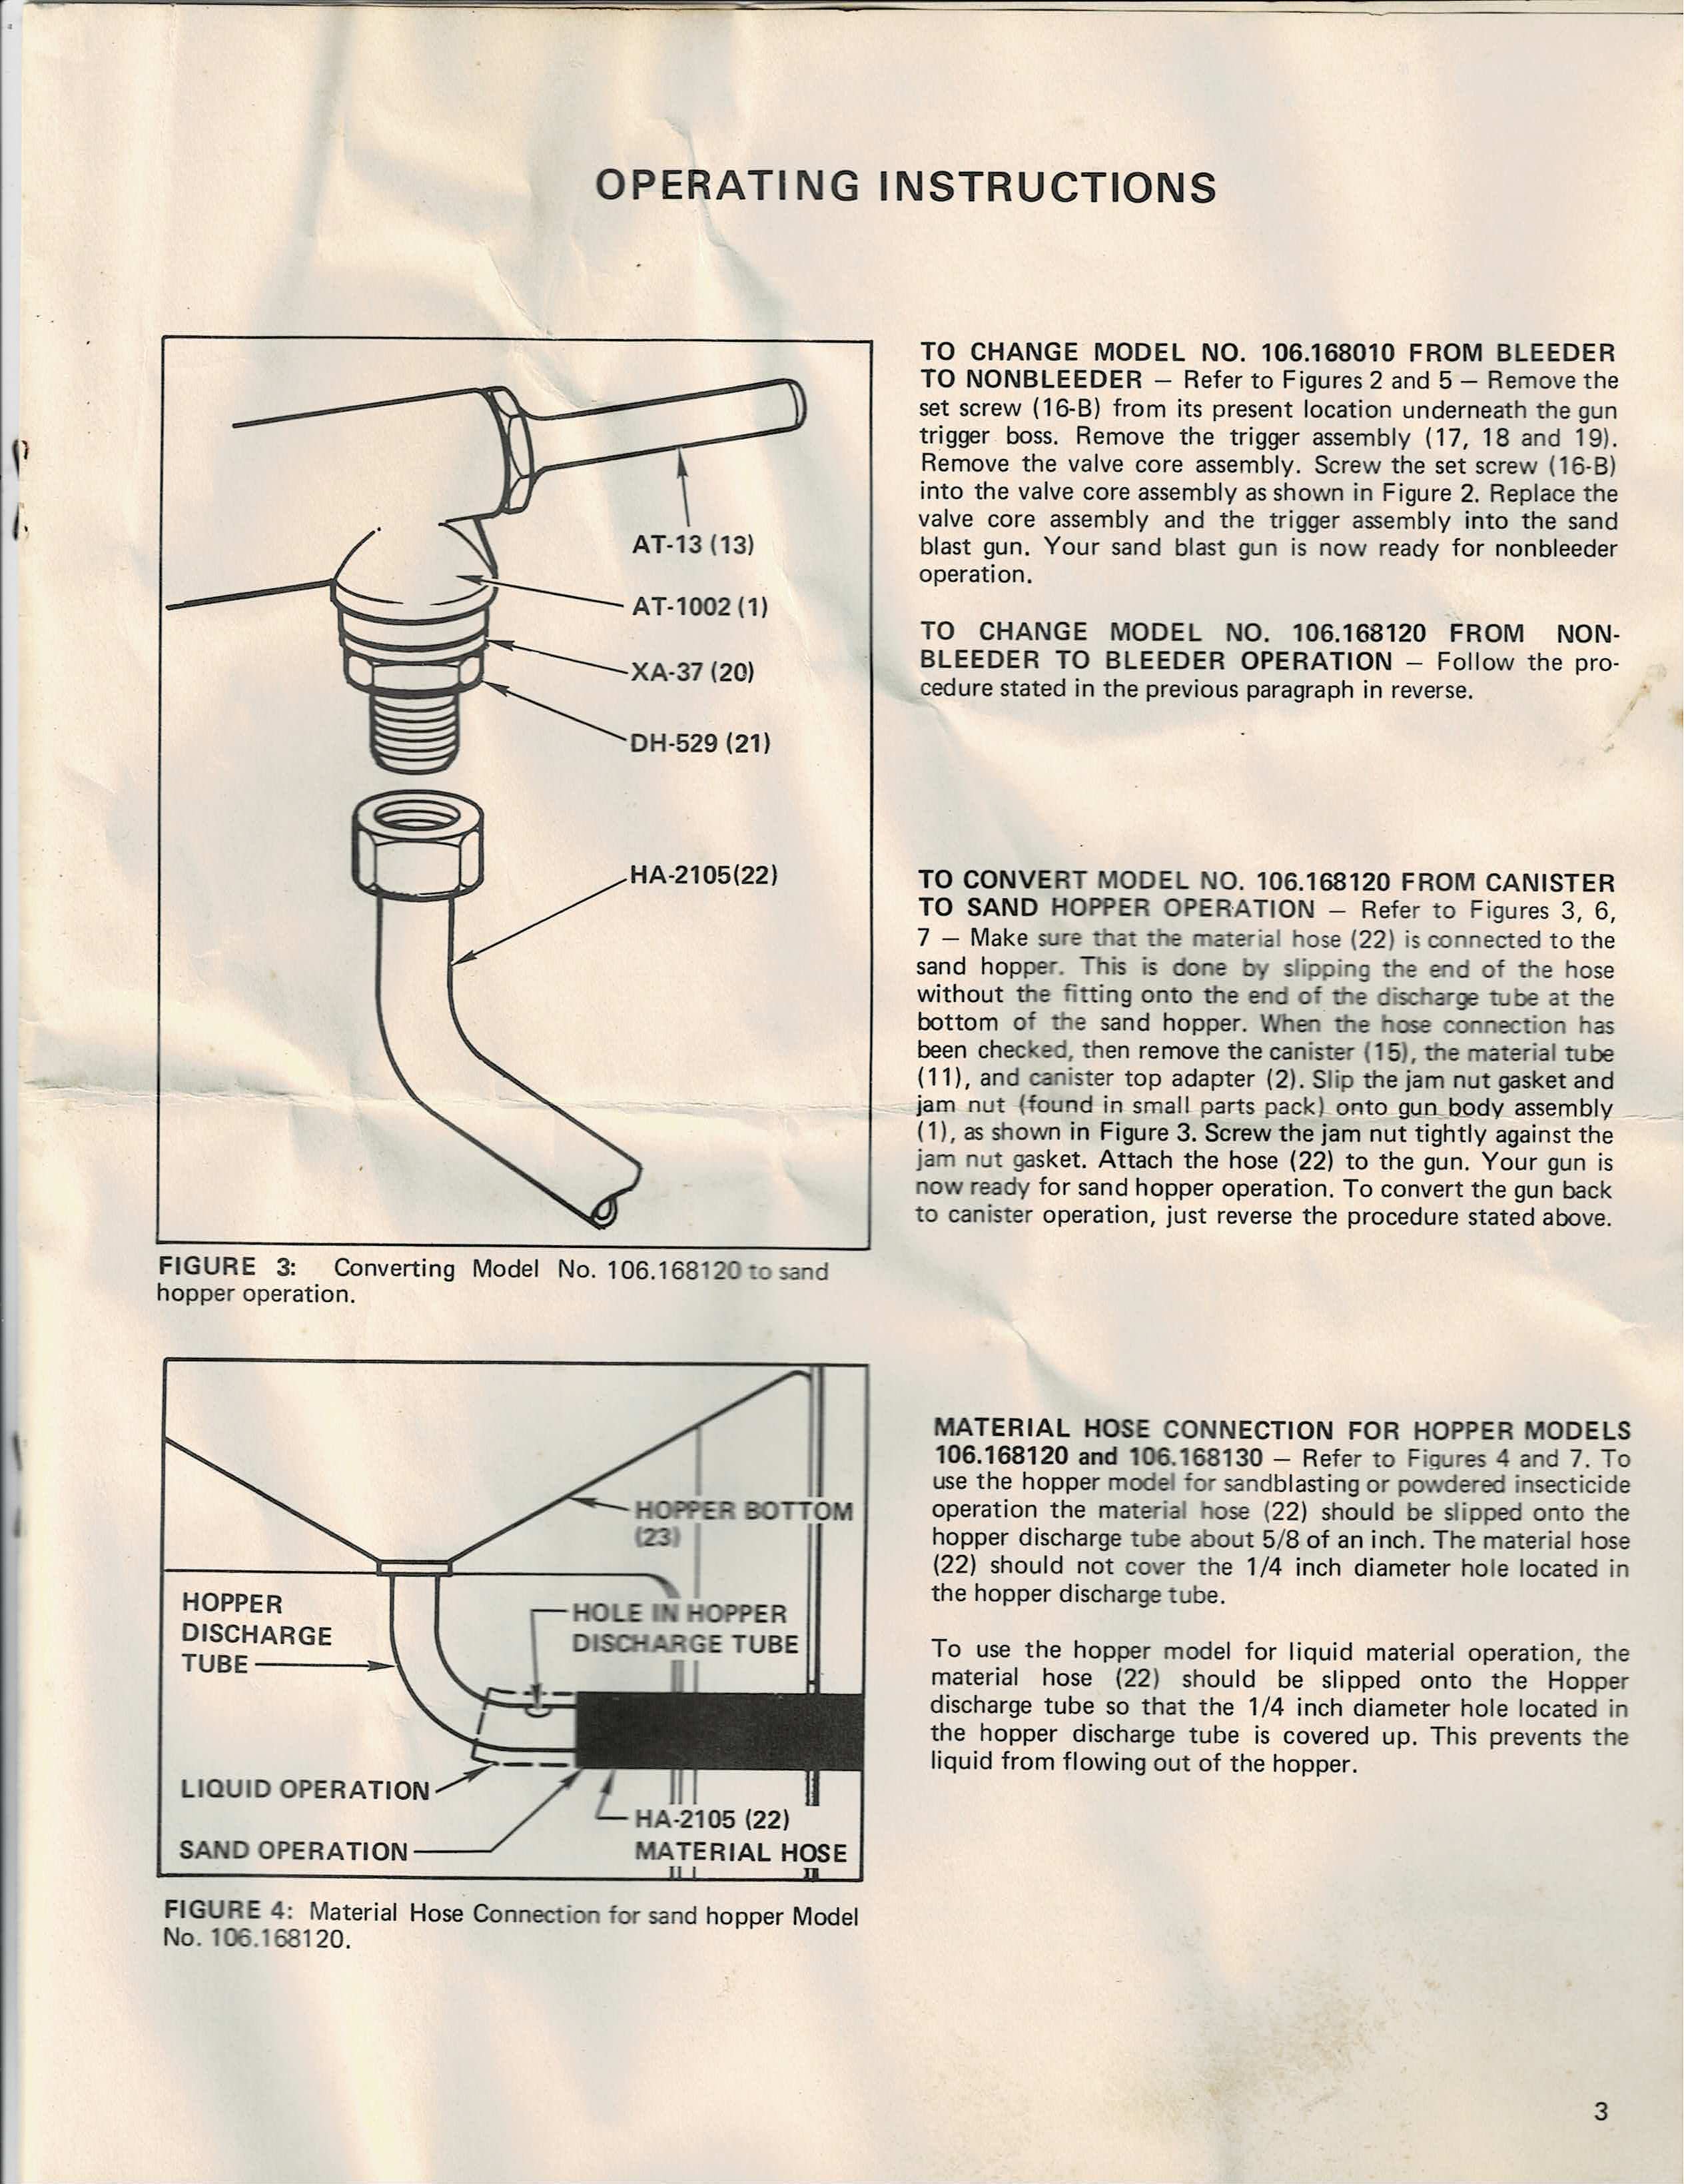 OPERATING INSTRUCTIONS
AT-13 (13)
AT-1002 (1)
XA-37 (20)
DH-529 (21)
HA-2105(22)
FIGURE 3: Converting Model No. 106.168120 to sand
hopper operation.
HOPPER BOTTOM
(23)
HOPPER
DISCHARGE
TUBE
HOLE IN HOPPER
DISCHARGE TUBE
LIQUID OPERATION
SAND OPERATION
HA-2105 (22)
MATERIAL HOSE
FIGURE 4: Material Hose Connection for sand hopper Model
No. 106.168120.
TO CHANGE MODEL NO. 106.168010 FROM BLEEDER
TO NONBLEEDER — Refer to Figures 2 and 5 — Remove the
set screw (16-B) from its present location underneath the gun
trigger boss. Remove the trigger assembly (17, 18 and 19).
Remove the valve core assembly. Screw the set screw (16-B)
into the valve core assembly as shown in Figure 2. Replace the
valve core assembly and the trigger assembly into the sand
blast gun. Your sand blast gun is now ready for nonbleeder
operation.
TO CHANGE MODEL NO. 106.168120 FROM NON-
BLEEDER TO BLEEDER OPERATION — Follow the pro-
cedure stated in the previous paragraph in reverse.
TO CONVERT MODEL NO. 106.168120 FROM CANISTER
TO SAND HOPPER OPERATION — Refer to Figures 3, 6,
7 — Make sure that the material hose (22) is connected to the
sand hopper. This is done by slipping the end of the hose
without the fitting onto the end of the discharge tube at the
bottom of the sand hopper. When the hose connection has
been checked, then remove the canister (15), the material tube
(11), and canister top adapter (2). Slip the jam nut gasket and
jam nut (found in small parts pack) onto gun body assembly
(1), as shown in Figure 3. Screw the jam nut tightly against the
jam nut gasket. Attach the hose (22) to the gun. Your gun is
now ready for sand hopper operation. To convert the gun back
to canister operation, just reverse the procedure stated above.
MATERIAL HOSE CONNECTION FOR HOPPER MODELS
106.168120 and 106.168130 — Refer to Figures 4 and 7. To
use the hopper model for sandblasting or powdered insecticide
operation the material hose (22) should be slipped onto the
hopper discharge tube about 5/8 of an inch. The material hose
(22) should not cover the 1/4 inch diameter hole located in
the hopper discharge tube.
To use the hopper model for liquid material operation, the
material hose (22) should be slipped onto the Hopper
discharge tube so that the 1/4 inch diameter hole located in
the hopper discharge tube is covered up. This prevents the
liquid from flowing out of the hopper.
3